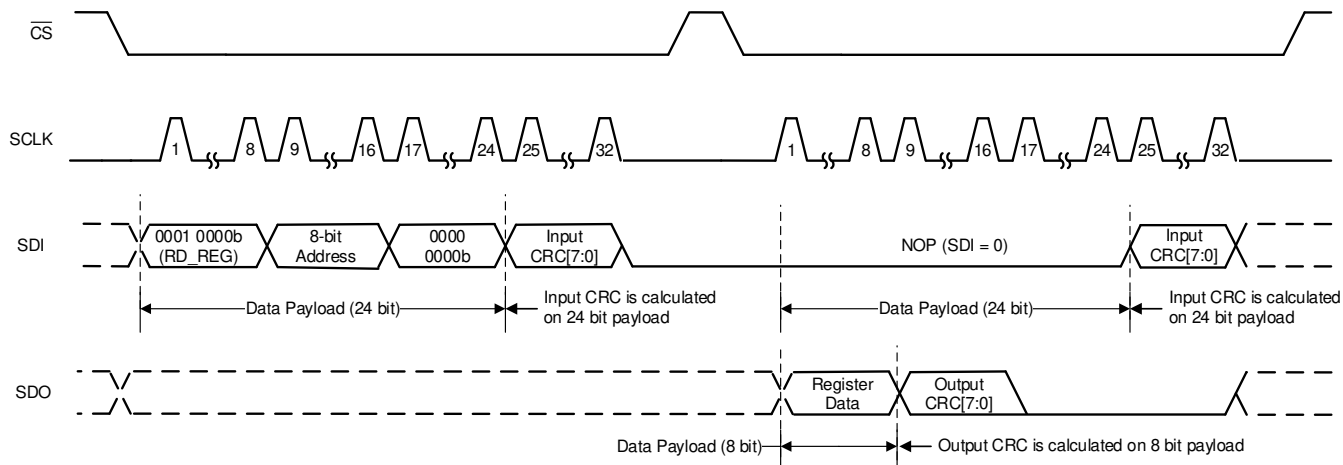 CS
SCLK
1 8 9 16 17 24 25 32 1 8 9 16 17 24 25 32
SDI
0001 0000b
(RD_REG)
8-bit
Address
0000
0000b
Input
CRC[7:0]
NOP (SDI = 0)
Input
CRC[7:0]
Data Payload (24 bit)
Input CRC is calculated
on 24 bit payload
Data Payload (24 bit)
Input CRC is calculated
on 24 bit payload
SDO
Register
Data
Output
CRC[7:0]
Data Payload (8 bit)
Output CRC is calculated on 8 bit payload